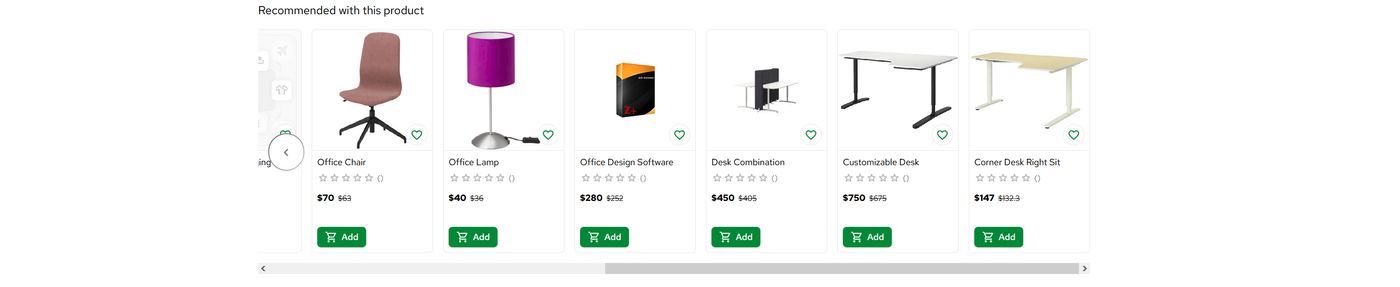 Recommended with this product
ging
Office Chair
()
$70 $63
Add
Office Lamp
()
$40 $36
Add
Office Design Software
()
$280 $252
Add
Desk Combination
()
$450 $405
Add
Customizable Desk
()
$750 $675
Add
Corner Desk Right Sit
()
$147 $132.3
Add
Z+